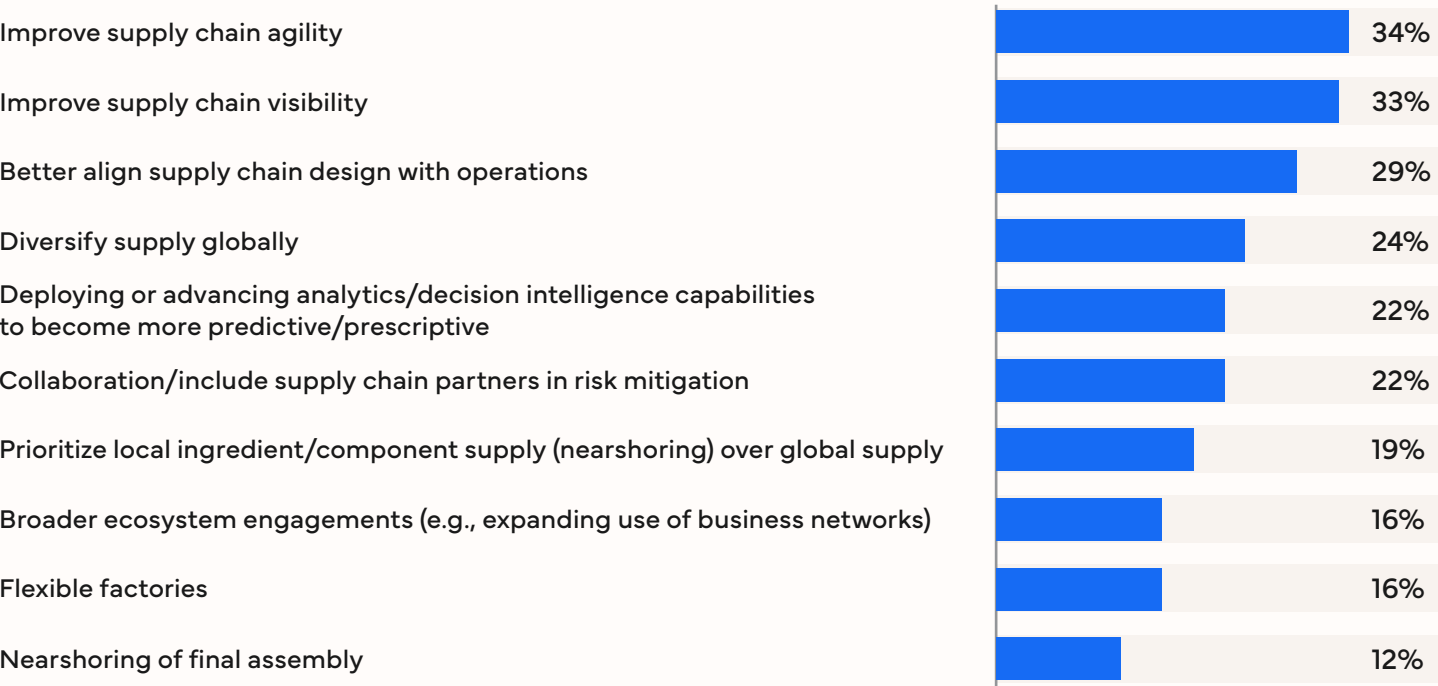 Improve supply chain agility 34%
Improve supply chain visibility 33%
Better align supply chain design with operations 29%
Diversify supply globally 24%
Deploying or advancing analytics/decision intelligence capabilities
to become more predictive/prescriptive 22%
Collaboration/include supply chain partners in risk mitigation 22%
Prioritize local ingredient/component supply (nearshoring) over global supply 19%
Broader ecosystem engagements (e.g., expanding use of business networks) 16%
Flexible factories 16%
Nearshoring of final assembly 12%